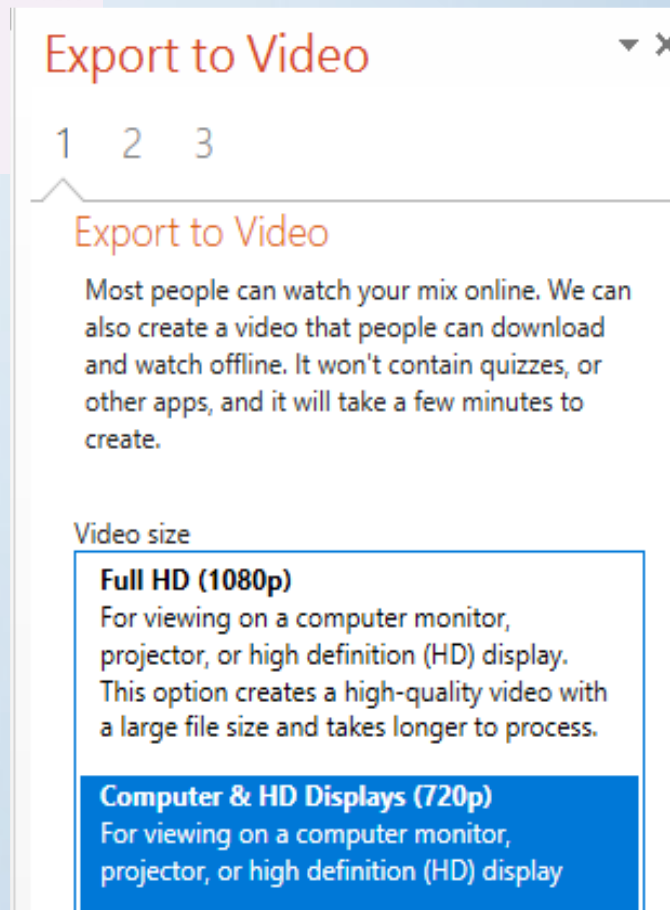 Export to Video
1 2 3
Export to Video
Most people can watch your mix online. We can
also create a video that people can download
and watch offline. It won't contain quizzes, or
other apps, and it will take a few minutes to
create.
Video size
Full HD (1080p)
For viewing on a computer monitor,
projector, or high definition (HD) display.
This option creates a high-quality video with
a large file size and takes longer to process.
Computer & HD Displays (720p)
For viewing on a computer monitor,
projector, or high definition (HD) display